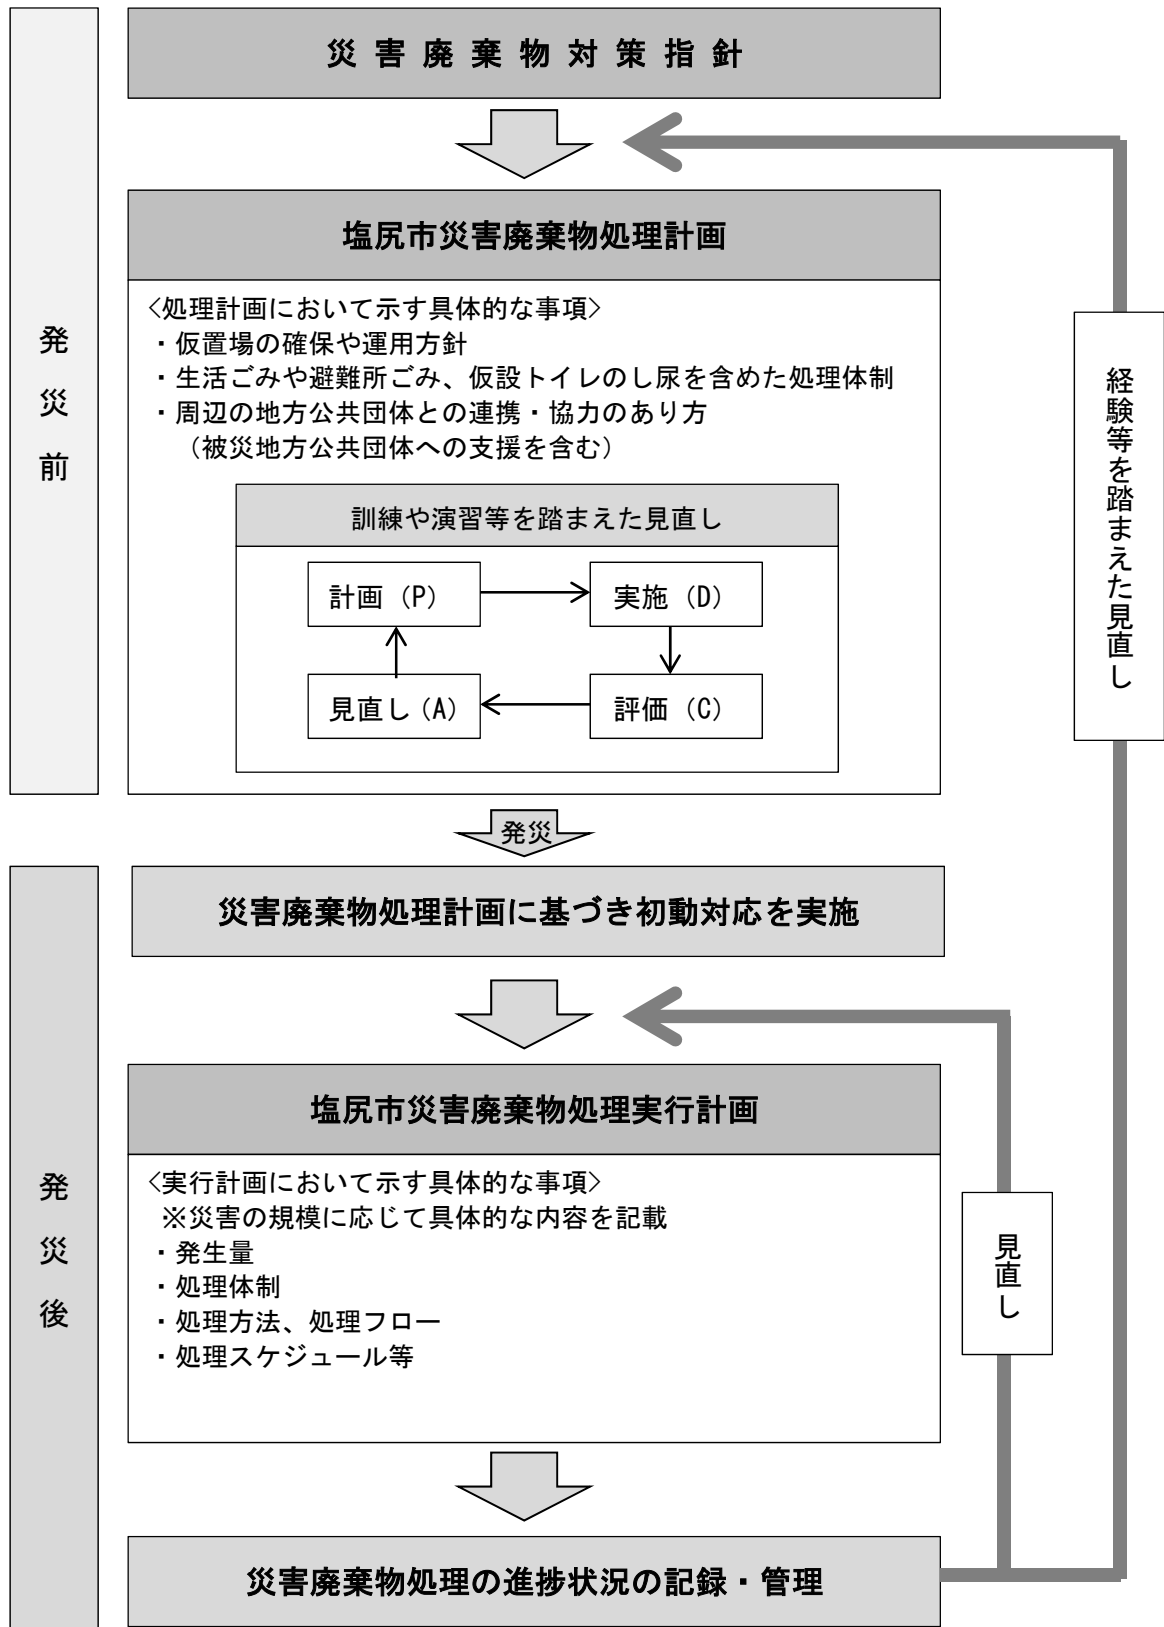 災害廃棄物対策指針
発災前
塩尻市災害廃棄物処理計画
<処理計画において示す具体的な事項>
・仮置場の確保や運用方針
・生活ごみや避難所ごみ、仮設トイレのし尿を含めた処理体制
・周辺の地方公共団体との連携・協力のあり方
（被災地方公共団体への支援を含む）
訓練や演習等を踏まえた見直し
計画（P）
実施（D）
見直し(A)
評価（C）
経験等を踏まえた見直し
発災
発災後
災害廃棄物処理計画に基づき初動対応を実施
塩尻市災害廃棄物処理実行計画
<実行計画において示す具体的な事項>
※災害の規模に応じて具体的な内容を記載
・発生量
・処理体制
・処理方法、処理フロー
・処理スケジュール等
見直し
災害廃棄物処理の進捗状況の記録・管理